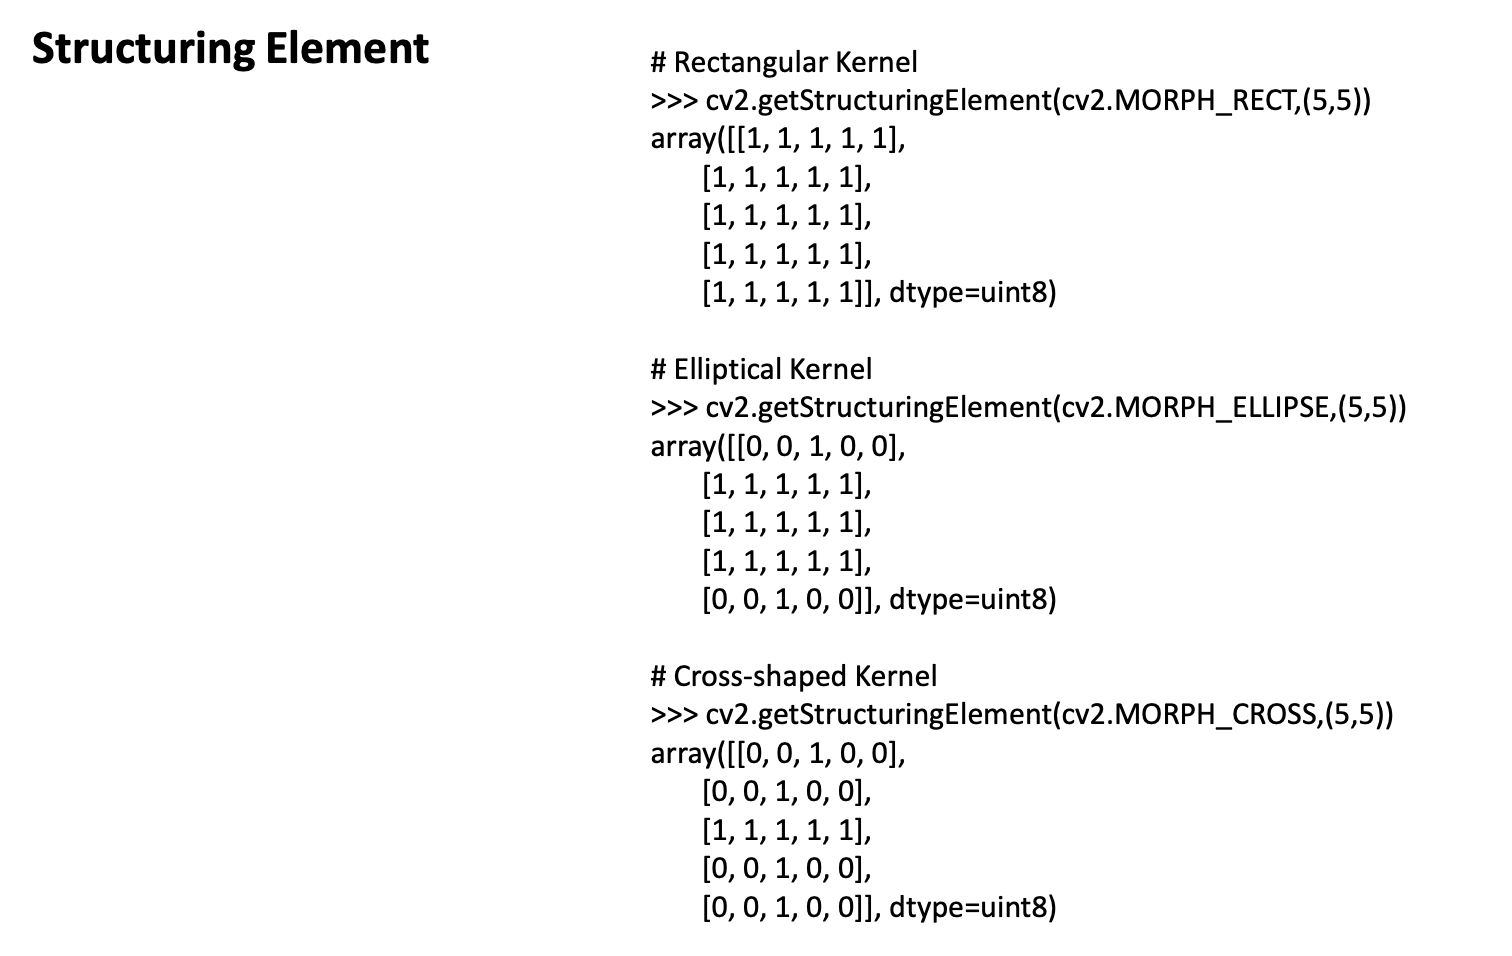 Structuring Element
# Rectangular Kernel
>>> cv2.getStructuringElement(cv2.MORPH_RECT,(5,5))
array([[1, 1, 1, 1, 1],
[1, 1, 1, 1, 1],
[1, 1, 1, 1, 1],
[1, 1, 1, 1, 1],
[1, 1, 1, 1, 1]], dtype=uint8)
# Elliptical Kernel
>>> cv2.getStructuringElement(cv2.MORPH_ELLIPSE,(5,5))
array([[0, 0, 1, 0, 0],
[1, 1, 1, 1, 1],
[1, 1, 1, 1, 1],
[1, 1, 1, 1, 1],
[0, 0, 1, 0, 0]], dtype=uint8)
# Cross-shaped Kernel
>>> cv2.getStructuringElement(cv2.MORPH_CROSS,(5,5))
array([[0, 0, 1, 0, 0],
[0, 0, 1, 0, 0],
[1, 1, 1, 1, 1],
[0, 0, 1, 0, 0],
[0, 0, 1, 0, 0]], dtype=uint8)